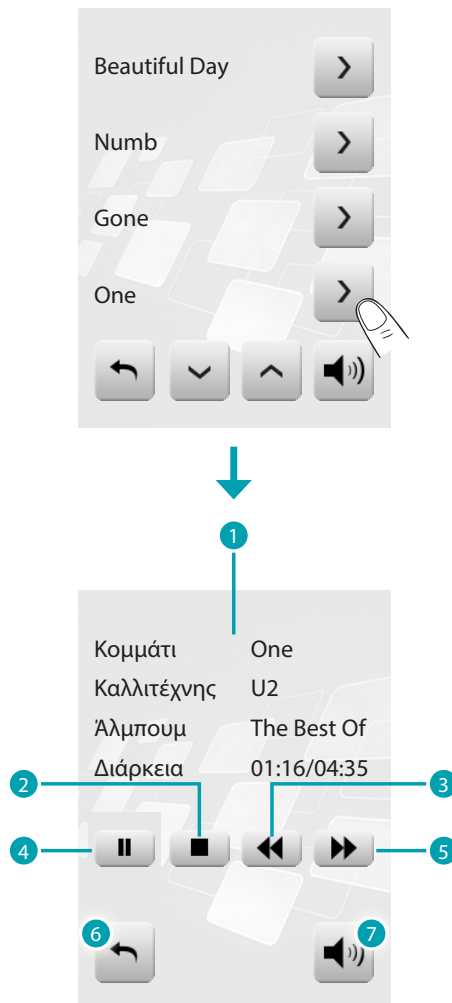 Beautiful Day
Numb
Gone
One
1
Κομμάτι One
Καλλιτέχνης U2
Άλμπουμ The Best Of
Διάρκεια 01:16/04:35
2 3
4 5
6 7